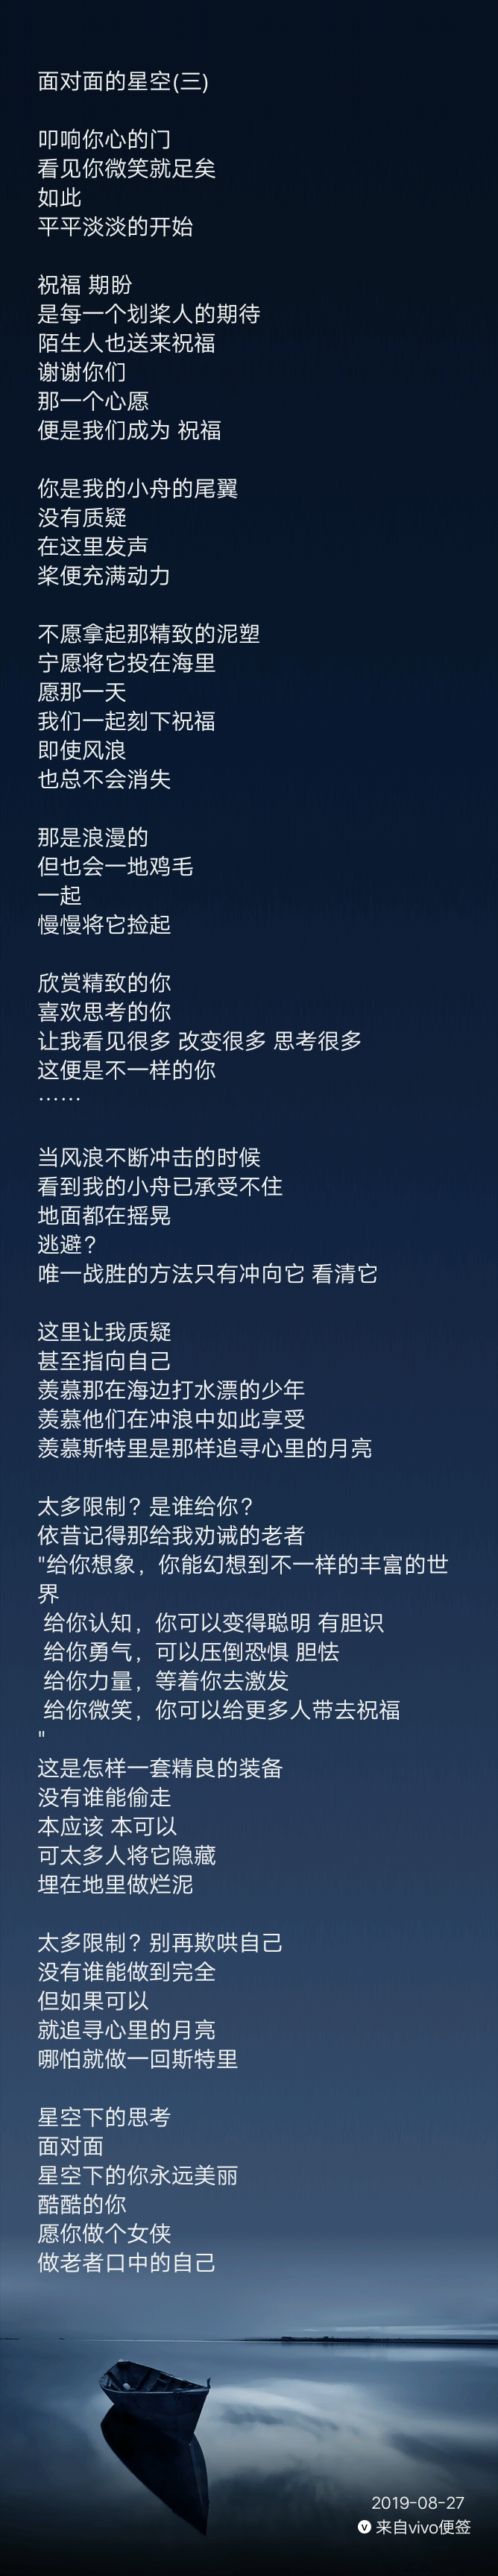 面对面的星空(三)
叩响你心的门
看见你微笑就足矣
如此
平平淡淡的开始
祝福 期盼
是每一个划桨人的期待
陌生人也送来祝福
谢谢你们
那一个心愿
便是我们成为 祝福
你是我的小舟的尾翼
没有质疑
在这里发声
桨便充满动力
不愿拿起那精致的泥塑
宁愿将它投在海里
愿那一天
我们一起刻下祝福
即使风浪
也总不会消失
那是浪漫的
但也会一地鸡毛
一起
慢慢将它捡起
欣赏精致的你
喜欢思考的你
让我看见很多 改变很多 思考很多
这便是不一样的你
……
当风浪不断冲击的时候
看到我的小舟已承受不住
地面都在摇晃
逃避?
唯一战胜的方法只有冲向它 看清它
这里让我质疑
甚至指向自己
羡慕那在海边打水漂的少年
羡慕他们在冲浪中如此享受
羡慕斯特里是那样追寻心里的月亮
太多限制? 是谁给你?
依昔记得那给我劝诫的老者
"给你想象，你能幻想到不一样的丰富的世
界
给你认知，你可以变得聪明 有胆识
给你勇气，可以压倒恐惧 胆怯
给你力量，等着你去激发
给你微笑，你可以给更多人带去祝福
"
这是怎样一套精良的装备
没有谁能偷走
本应该 本可以
可太多人将它隐藏
埋在地里做烂泥
太多限制? 别再欺哄自己
没有谁能做到完全
但如果可以
就追寻心里的月亮
哪怕就做一回斯特里
星空下的思考
面对面
星空下的你永远美丽
酷酷的你
愿你做个女侠
做老者口中的自己
2019-08-27
来自vivo便签